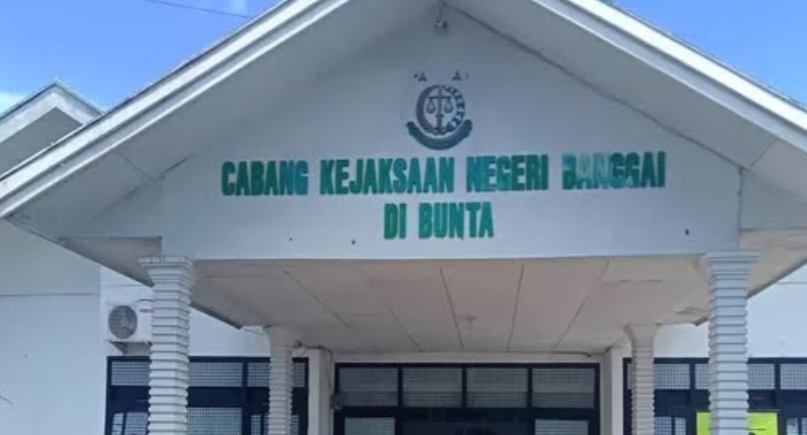 CABANG KEJAKSAAN NEGERI BANGGAI
DI BUNTA